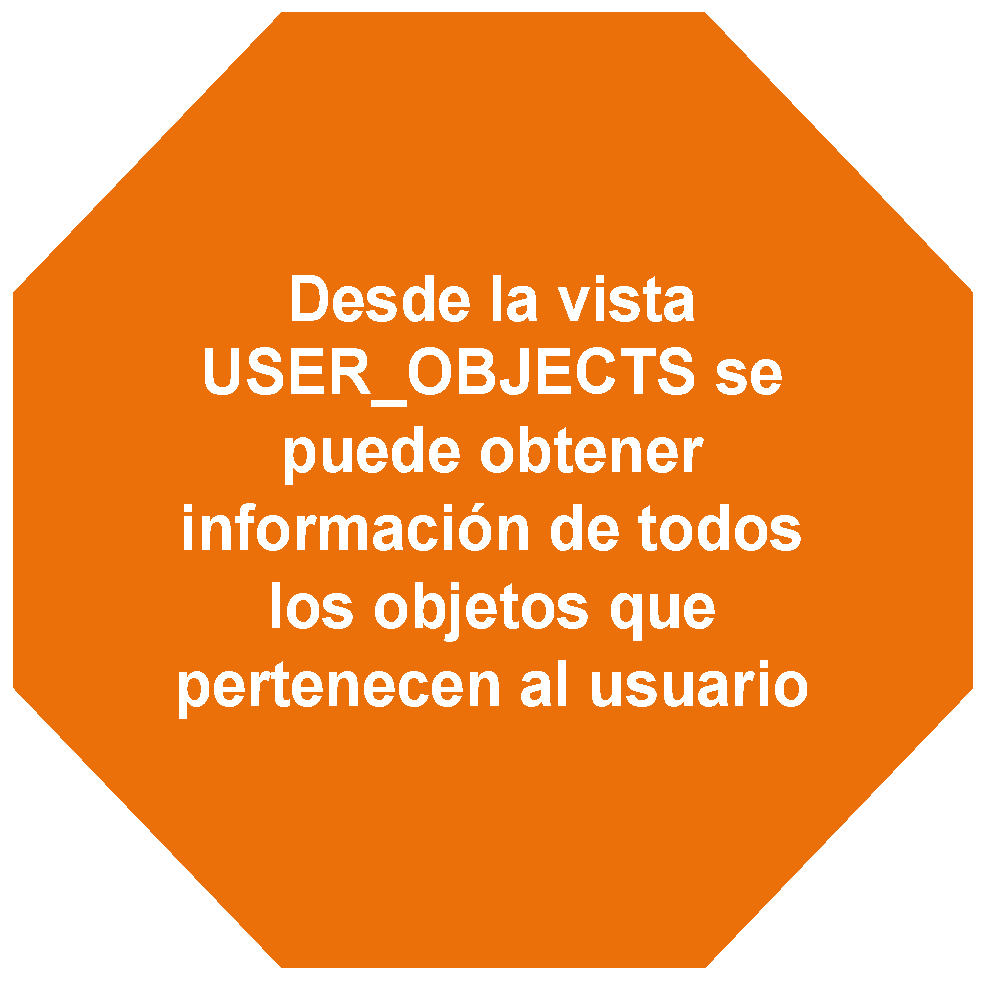 Desde la vista
USER_OBJECTS se
puede obtener
información de todos
los objetos que
pertenecen al usuario